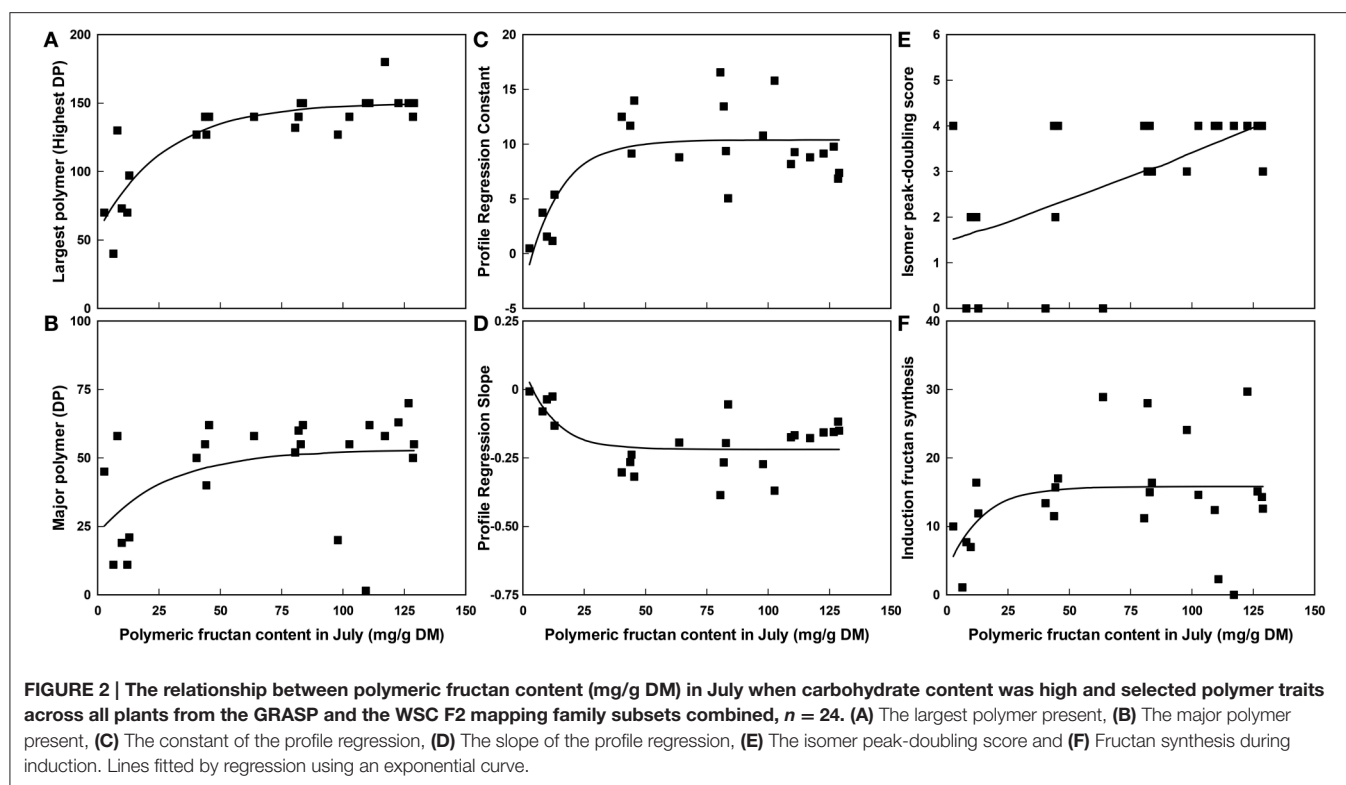 A
Largest polymer (Highest DP)
200
150
100
50
0
B
Major polymer (DP)
100
75
50
25
0
0 25 50 75 100 125 150
Polymeric fructan content in July (mg/g DM)
C
Profile Regression Constant
20
15
10
5
0
-5
D
Profile Regression Slope
0.25
0
-0.25
-0.50
-0.75
0 25 50 75 100 125 150
Polymeric fructan content in July (mg/g DM)
E
Isomer peak-doubling score
6
5
4
3
2
1
0
F
Induction fructan synthesis
40
30
20
10
0
0 25 50 75 100 125 150
Polymeric fructan content in July (mg/g DM)
FIGURE 2 | The relationship between polymeric fructan content (mg/g DM) in July when carbohydrate content was high and selected polymer traits
across all plants from the GRASP and the WSC F2 mapping family subsets combined, n = 24. (A) The largest polymer present, (B) The major polymer
present, (C) The constant of the profile regression, (D) The slope of the profile regression, (E) The isomer peak-doubling score and (F) Fructan synthesis during
induction. Lines fitted by regression using an exponential curve.